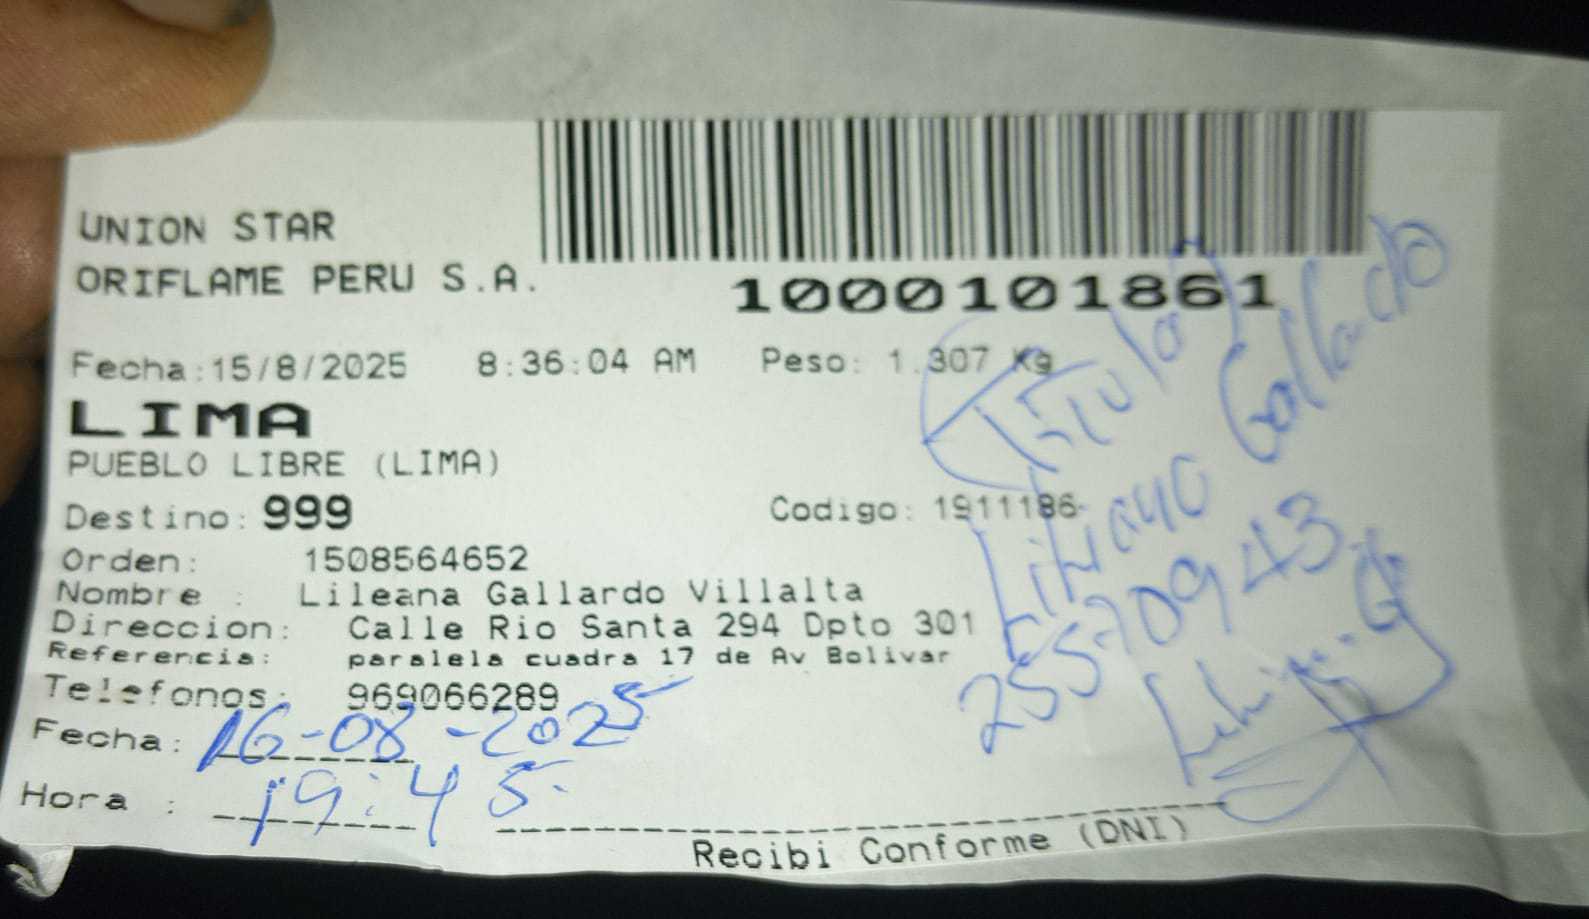 UNION STAR
ORIFLAME PERU S.A.
1000101861
Fecha:15/8/2025 8:36:04 AM Peso: 1.307 Kg
LIMA
PUEBLO LIBRE (LIMA)
Destino: 999 Codigo: 1911186
Orden: 1508564652
Nombre : Lileana Gallardo Villalta
Direccion: Calle Rio Santa 294 Dpto 301
Referencia: paralela cuadra 17 de Av Bolivar
Telefonos: 969066289
Fecha: 16-08-2025
Hora : 19:45
Recibi Conforme (DNI)
Titular
Gallardo
25570943